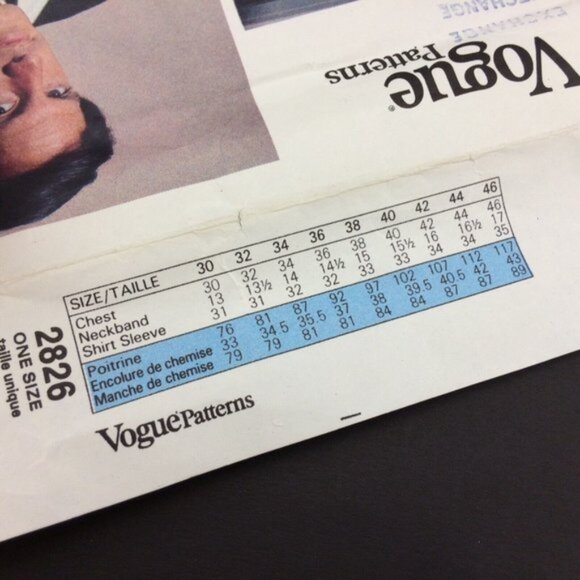 EXCHANGE
EXCHANGE
Vogue®
Patterns
SIZE/TAILLE 30 32 34 36 38 40 42 44 46
Chest 30 32 34 36 38 40 42 44 46
Neckband 13 13½ 14 14½ 15 15½ 16 16½ 17
Shirt Sleeve 31 31 32 32 33 33 34 34 35
Poitrine 76 81 87 92 97 102 107 112 117
Encolure de chemise 33 34.5 35.5 37 38 39.5 40.5 42 43
Manche de chemise 79 79 81 81 84 84 87 87 89
2826
ONE SIZE
taille unique
Vogue Patterns